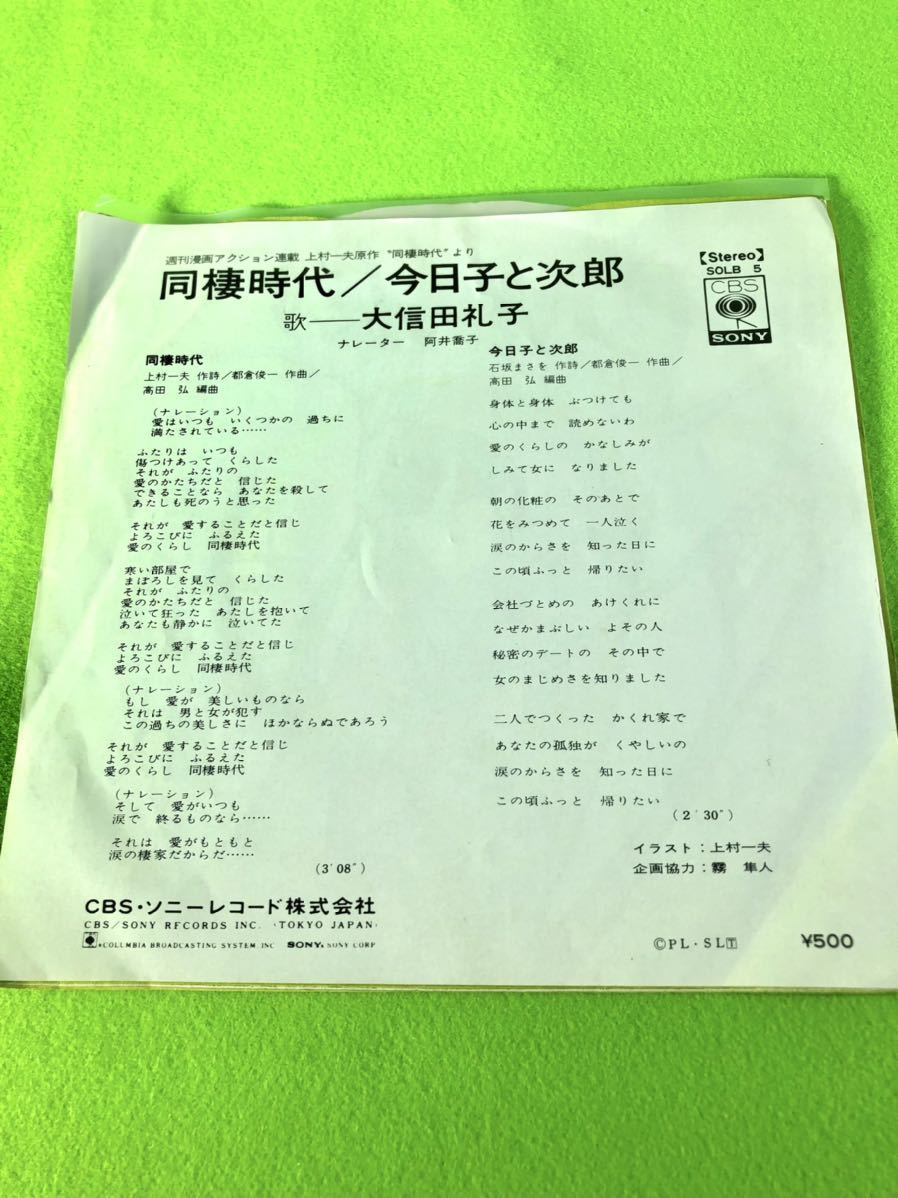 週刊漫画アクション連載 上村一夫原作 "同棲時代"より
同棲時代／今日子と次郎
歌——大信田礼子
ナレーター 阿井喬子
【Stereo】
SOLB 5
CBS
SONY
同棲時代
上村一夫 作詩／都倉俊一 作曲／
高田 弘 編曲
(ナレーション)
愛はいつも いくつかの 過ちに
満たされている……
ふたりは いつも
傷つけあって くらした
それが ふたりの
愛のかたちだと 信じた
できることなら あなたを殺して
あたしも死のうと思った
それが 愛することだと信じ
よろこびに ふるえた
愛のくらし 同棲時代
寒い部屋で
まぼろしを見て くらした
それが ふたりの
愛のかたちだと 信じた
泣いて狂った あたしを抱いて
あなたも静かに 泣いてた
それが 愛することだと信じ
よろこびに ふるえた
愛のくらし 同棲時代
(ナレーション)
もし 愛が 美しいものなら
それは 男と女が犯す
この過ちの美しさに ほかならぬであろう
それが 愛することだと信じ
よろこびに ふるえた
愛のくらし 同棲時代
(ナレーション)
そして 愛がいつも
涙で 終るものなら……
それは 愛がもともと
涙の棲家だからだ……
(3'08")
今日子と次郎
石坂まさを 作詩／都倉俊一 作曲／
高田 弘 編曲
身体と身体 ぶつけても
心の中まで 読めないわ
愛のくらしの かなしみが
しみて女に なりました
朝の化粧の そのあとで
花をみつめて 一人泣く
涙のからさを 知った日に
この頃ふっと 帰りたい
会社づとめの あけくれに
なぜかまぶしい よその人
秘密のデートの その中で
女のまじめさを知りました
二人でつくった かくれ家で
あなたの孤独が くやしいの
涙のからさを 知った日に
この頃ふっと 帰りたい
(2'30")
イラスト：上村一夫
企画協力：霧 隼人
CBS・ソニーレコード株式会社
CBS/SONY RECORDS INC. (TOKYO JAPAN)
®COLUMBIA BROADCASTING SYSTEM. INC SONY® SONY CORP
©PL・SL🅃 ¥500